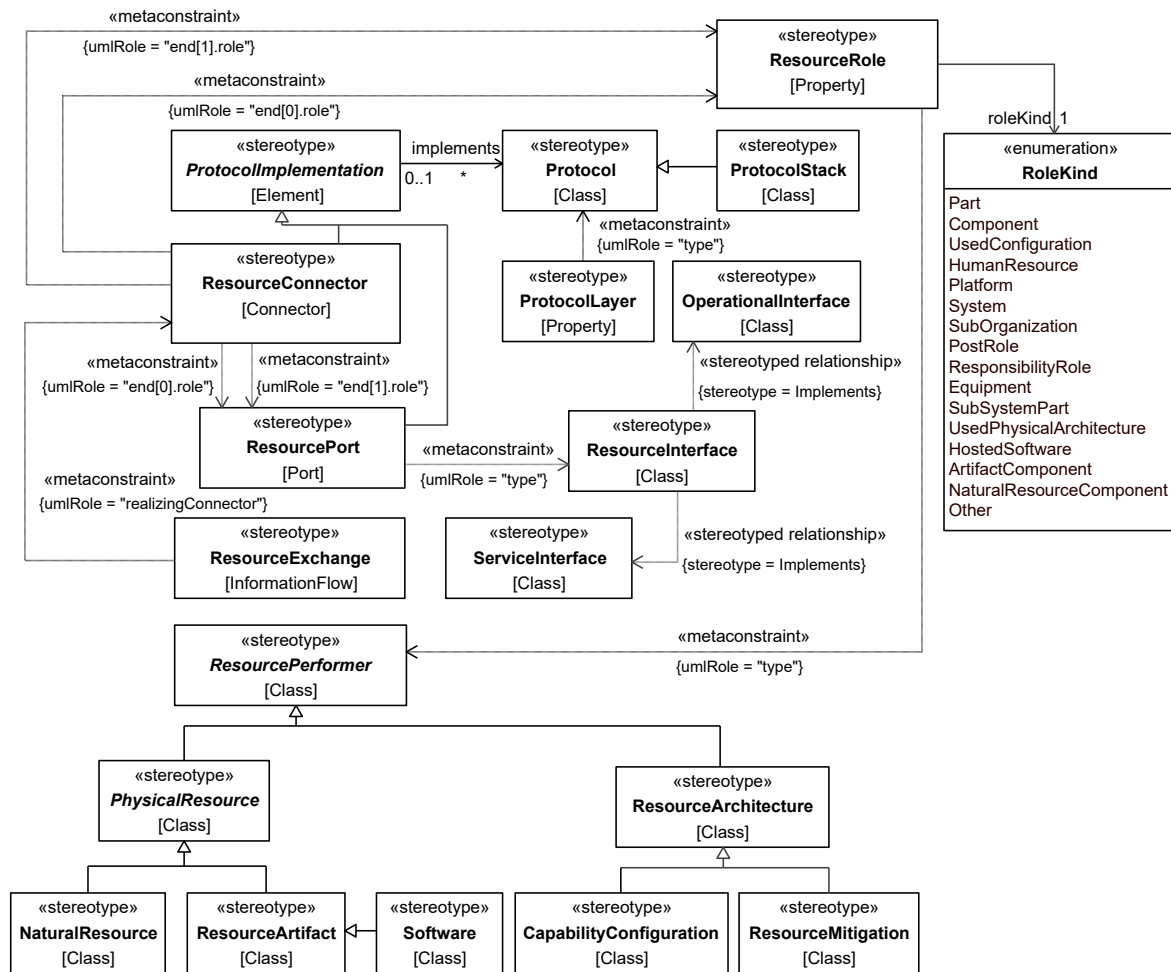 «metaconstraint»
{umlRole = "end[1].role"}
«stereotype»
ResourceRole
[Property]
«metaconstraint»
{umlRole = "end[0].role"}
roleKind 1
«enumeration»
RoleKind
Part
Component
UsedConfiguration
HumanResource
Platform
System
SubOrganization
PostRole
ResponsibilityRole
Equipment
SubSystemPart
UsedPhysicalArchitecture
HostedSoftware
ArtifactComponent
NaturalResourceComponent
Other
«stereotype»
ProtocolImplementation
[Element]
implements
0..1 *
«stereotype»
Protocol
[Class]
«stereotype»
ProtocolStack
[Class]
«metaconstraint»
{umlRole = "type"}
«stereotype»
ResourceConnector
[Connector]
«stereotype»
ProtocolLayer
[Property]
«stereotype»
OperationalInterface
[Class]
«metaconstraint»
{umlRole = "end[0].role"}
«metaconstraint»
{umlRole = "end[1].role"}
«stereotyped relationship»
{stereotype = Implements}
«stereotype»
ResourcePort
[Port]
«metaconstraint»
{umlRole = "type"}
«stereotype»
ResourceInterface
[Class]
«metaconstraint»
{umlRole = "realizingConnector"}
«stereotyped relationship»
{stereotype = Implements}
«stereotype»
ResourceExchange
[InformationFlow]
«stereotype»
ServiceInterface
[Class]
«stereotype»
ResourcePerformer
[Class]
«metaconstraint»
{umlRole = "type"}
«stereotype»
PhysicalResource
[Class]
«stereotype»
ResourceArchitecture
[Class]
«stereotype»
NaturalResource
[Class]
«stereotype»
ResourceArtifact
[Class]
«stereotype»
Software
[Class]
«stereotype»
CapabilityConfiguration
[Class]
«stereotype»
ResourceMitigation
[Class]